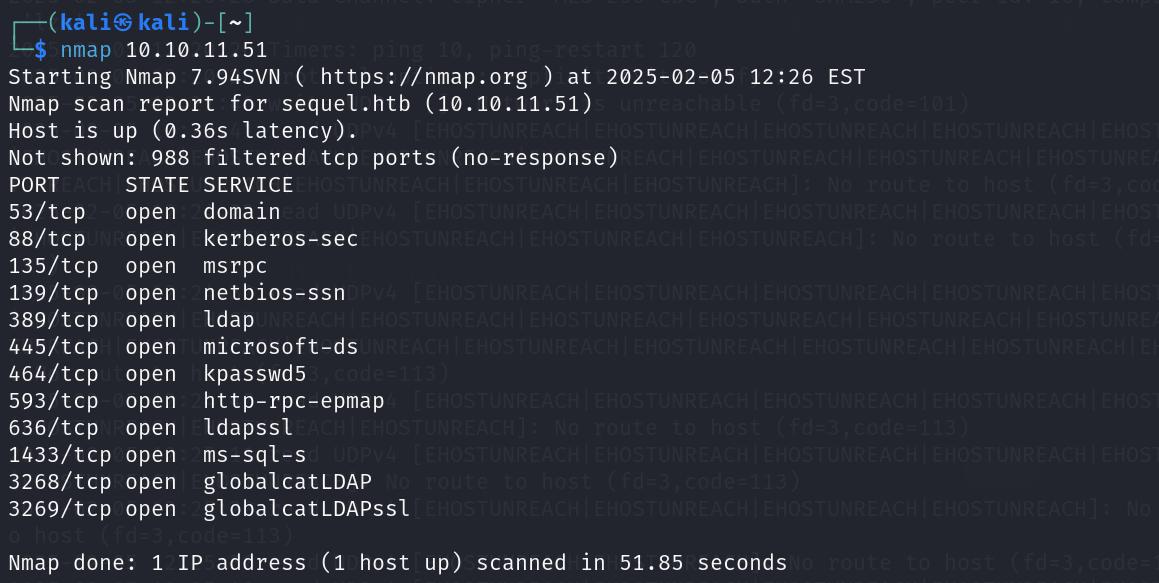 ┌──(kali㉿kali)-[~]
└─$ nmap 10.10.11.51
Starting Nmap 7.94SVN ( https://nmap.org ) at 2025-02-05 12:26 EST
Nmap scan report for sequel.htb (10.10.11.51)
Host is up (0.36s latency).
Not shown: 988 filtered tcp ports (no-response)
PORT     STATE SERVICE
53/tcp   open  domain
88/tcp   open  kerberos-sec
135/tcp  open  msrpc
139/tcp  open  netbios-ssn
389/tcp  open  ldap
445/tcp  open  microsoft-ds
464/tcp  open  kpasswd5
593/tcp  open  http-rpc-epmap
636/tcp  open  ldapssl
1433/tcp open  ms-sql-s
3268/tcp open  globalcatLDAP
3269/tcp open  globalcatLDAPssl
Nmap done: 1 IP address (1 host up) scanned in 51.85 seconds